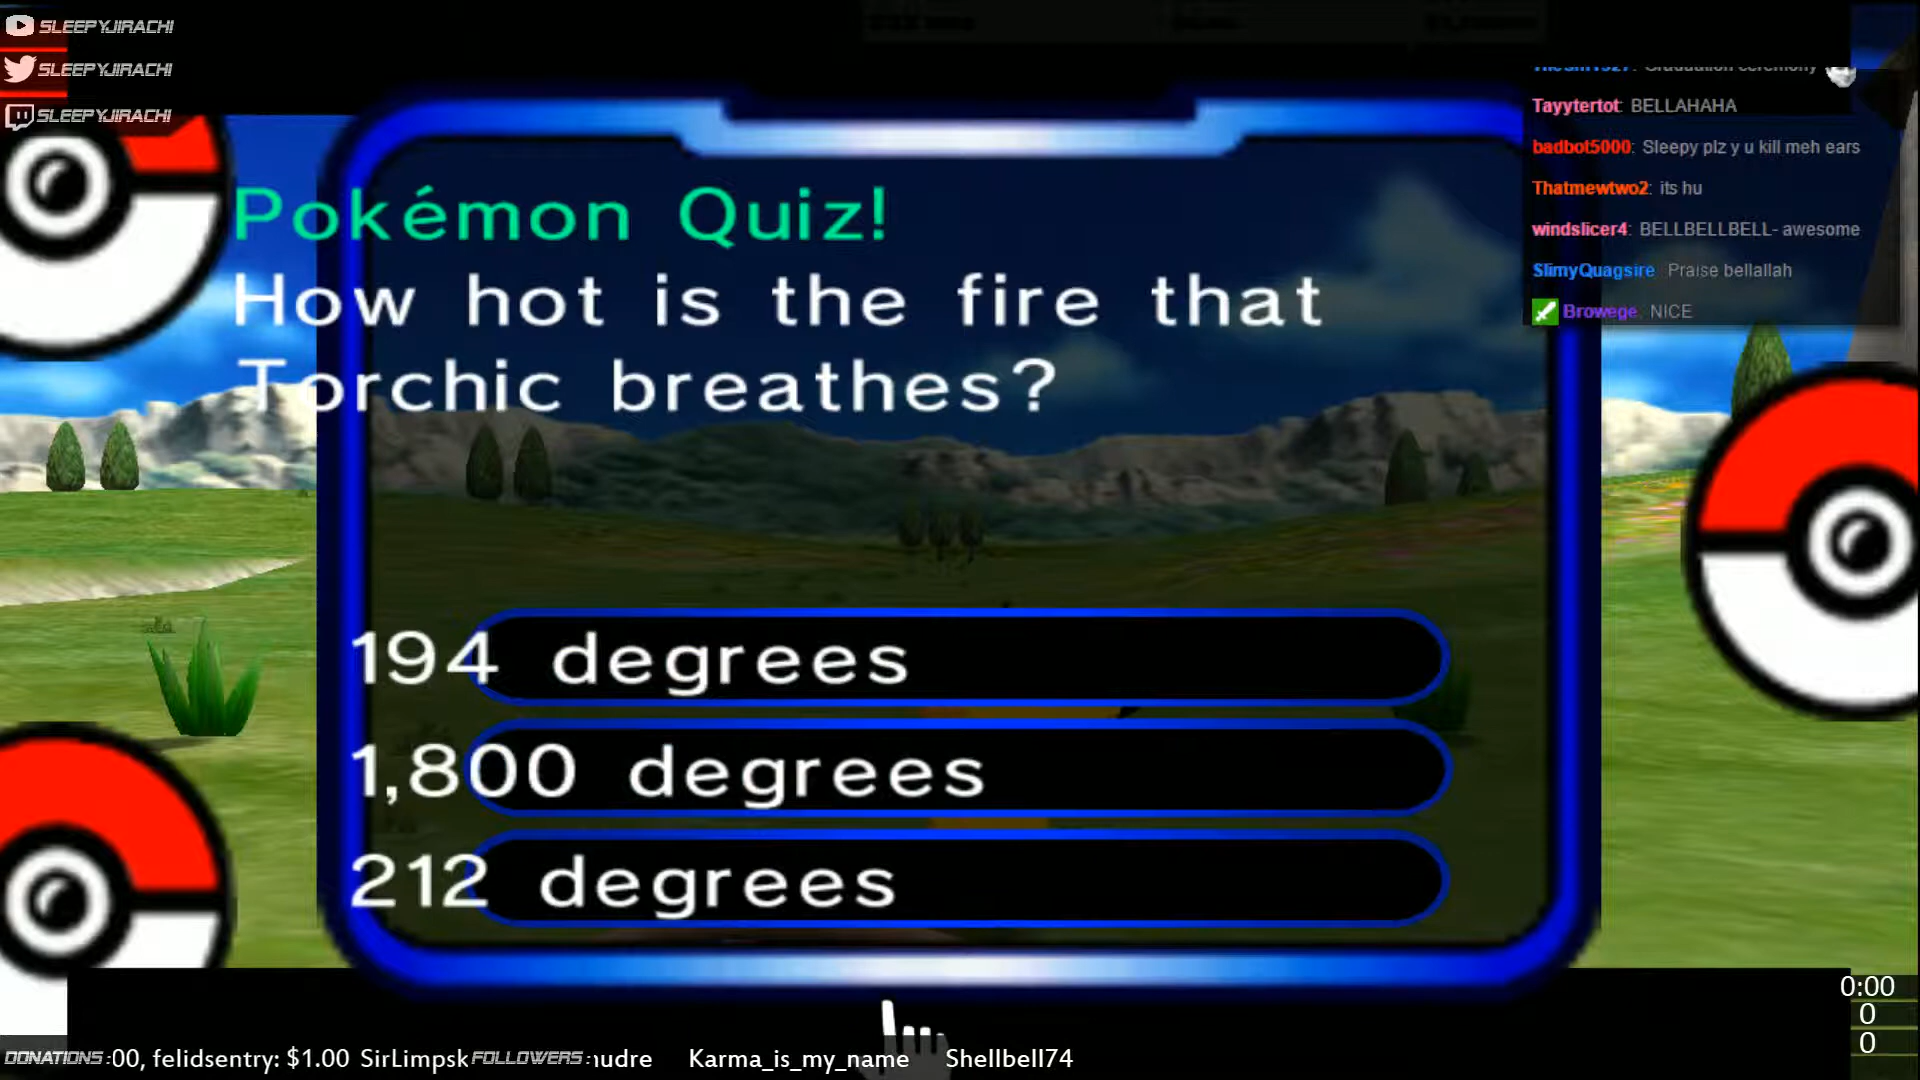 SLEEPYJIRACHI
SLEEPYJIRACHI
SLEEPYJIRACHI
Tayytertot: BELLAHAHA
badbot5000: Sleepy plz y u kill meh ears
Thatmewtwo2: its hu
windslicer4: BELLBELLBELL- awesome
SlimyQuagsire: Praise bellallah
Browege: NICE
Pokémon Quiz!
How hot is the fire that
Torchic breathes?
194 degrees
1,800 degrees
212 degrees
0:00
0
0
DONATIONS :00, felidsentry: $1.00 SirLimpsk FOLLOWERS: nudre Karma_is_my_name Shellbell74